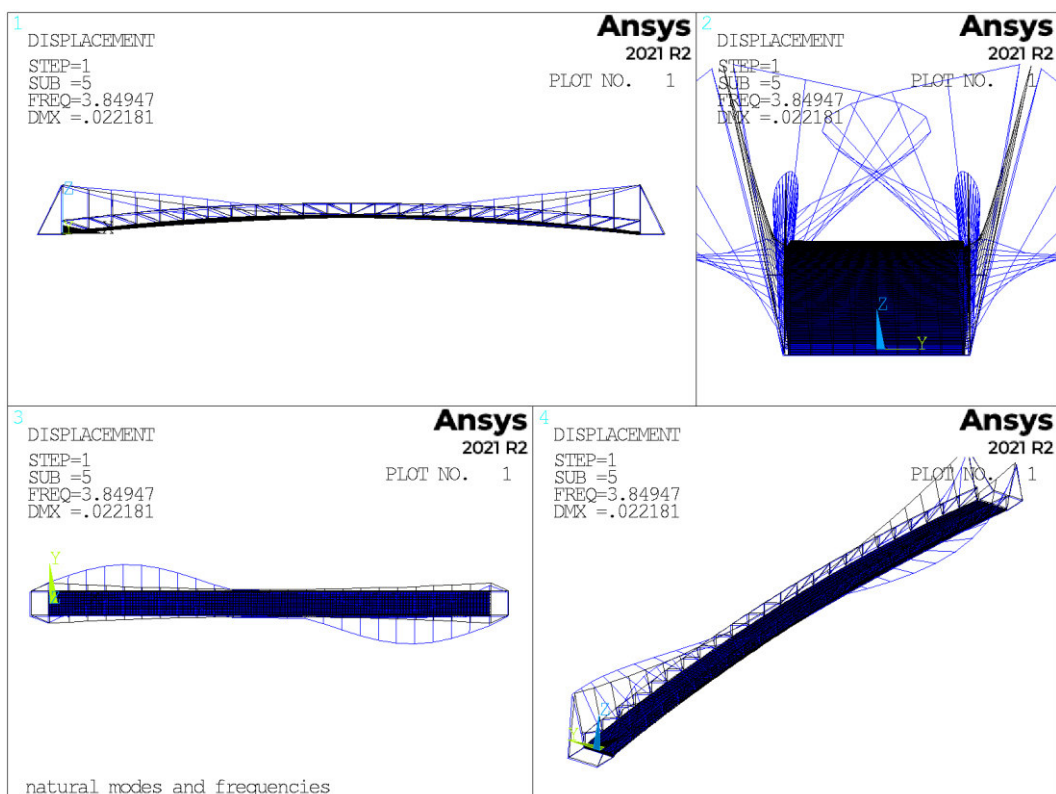 1
Ansys
2021 R2
DISPLACEMENT
STEP=1
SUB =5
FREQ=3.84947
DMX =.022181
PLOT NO. 1
Z
2
Ansys
2021 R2
DISPLACEMENT
STEP=1
SUB =5
FREQ=3.84947
DMX =.022181
PLOT NO. 1
Z
Y
3
Ansys
2021 R2
DISPLACEMENT
STEP=1
SUB =5
FREQ=3.84947
DMX =.022181
PLOT NO. 1
Y
natural modes and frequencies
4
Ansys
2021 R2
DISPLACEMENT
STEP=1
SUB =5
FREQ=3.84947
DMX =.022181
PLOT NO. 1
Z
Y